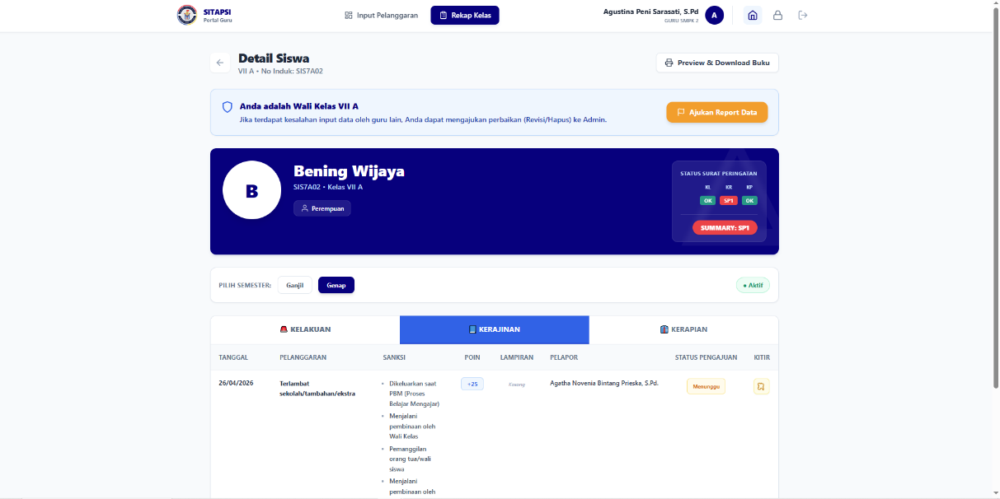 SITAPSI
Portal Guru
Input Pelanggaran
Rekap Kelas
Agustina Peni Sarasati, S.Pd
GURU SMPK 2
A
Detail Siswa
VII A • No Induk: SIS7A02
Preview & Download Buku
Anda adalah Wali Kelas VII A
Jika terdapat kesalahan input data oleh guru lain, Anda dapat mengajukan perbaikan (Revisi/Hapus) ke Admin.
Ajukan Report Data
B
Bening Wijaya
SIS7A02 • Kelas VII A
Perempuan
STATUS SURAT PERINGATAN
KL KR KP
OK SP1 OK
SUMMARY: SP1
PILIH SEMESTER:
Ganjil
Genap
• Aktif
KELAKUAN
KERAJINAN
KERAPIAN
TANGGAL PELANGGARAN SANKSI POIN LAMPIRAN PELAPOR STATUS PENGAJUAN KITIR
26/04/2026
Terlambat
sekolah/tambahan/ekstra
• Dikeluarkan saat
PBM (Proses
Belajar Mengajar)
• Menjalani
pembinaan oleh
Wali Kelas
• Pemanggilan
orang tua/wali
siswa
• Menjalani
pembinaan oleh
+25
Kosong
Agatha Novenia Bintang Prieska, S.Pd.
Menunggu